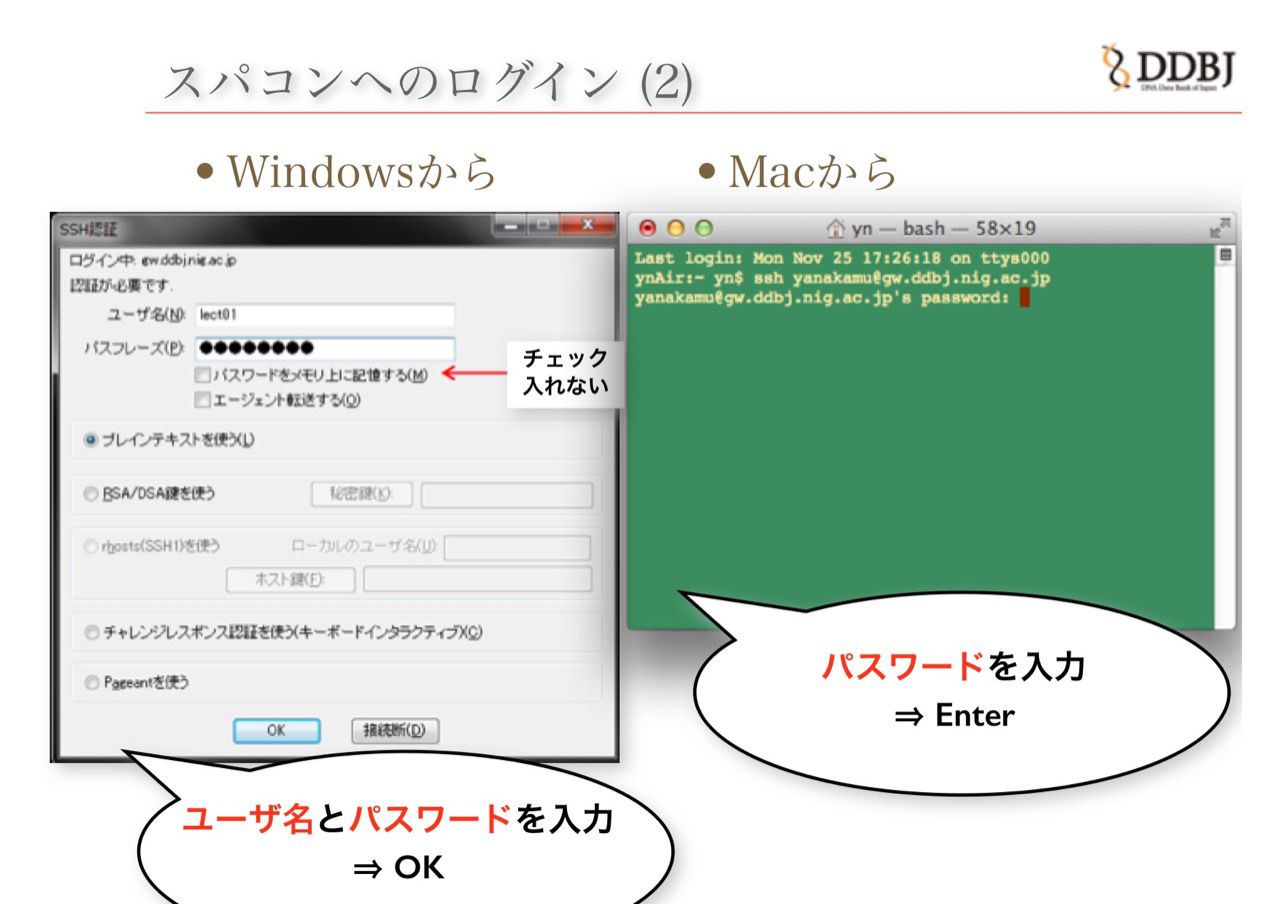 スパコンへのログイン (2)
DDBJ
DNA Data Bank of Japan
• Windowsから
SSH認証
ログイン中: gw.ddbj.nig.ac.jp
認証が必要です.
ユーザ名(N): lect01
パスフレーズ(P): ●●●●●●●●
パスワードをメモリ上に記憶する(M)
チェック
入れない
エージェント転送する(O)
プレインテキストを使う(L)
RSA/DSA鍵を使う 秘密鍵(K):
rhosts(SSH1)を使う ローカルのユーザ名(U):
ホスト鍵(F):
チャレンジレスポンス認証を使う(キーボードインタラクティブ)(C)
Pageantを使う
OK 接続断(D)
ユーザ名とパスワードを入力
⇒ OK
• Macから
yn — bash — 58×19
Last login: Mon Nov 25 17:26:18 on ttys000
ynAir:~ yn$ ssh yanakamu@gw.ddbj.nig.ac.jp
yanakamu@gw.ddbj.nig.ac.jp's password:
パスワードを入力
⇒ Enter